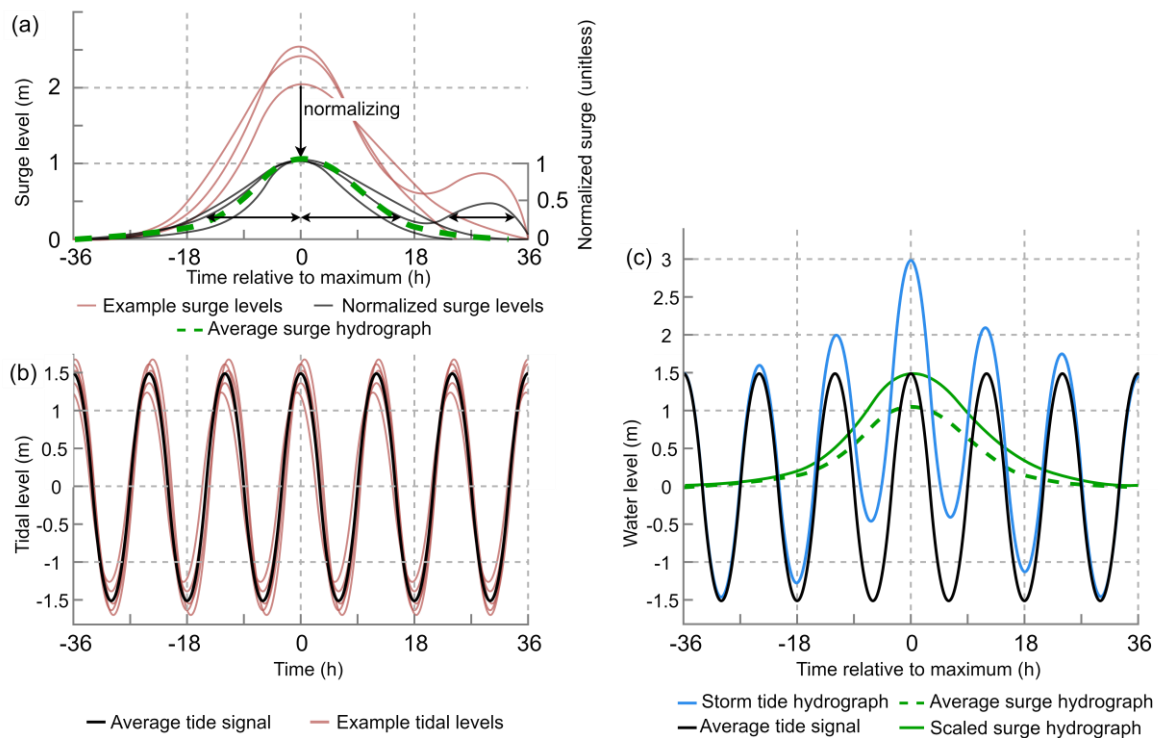 (a)
Surge level (m)
2
1
0
normalizing
1
0.5
0
Normalized surge (unitless)
-36
-18
0
18
36
Time relative to maximum (h)
Example surge levels
Normalized surge levels
Average surge hydrograph
(b)
Tidal level (m)
1.5
1
0.5
0
-0.5
-1
-1.5
-36
-18
0
18
36
Time (h)
Average tide signal
Example tidal levels
(c)
Water level (m)
3
2.5
2
1.5
1
0.5
0
-0.5
-1
-1.5
-36
-18
0
18
36
Time relative to maximum (h)
Storm tide hydrograph
Average surge hydrograph
Average tide signal
Scaled surge hydrograph